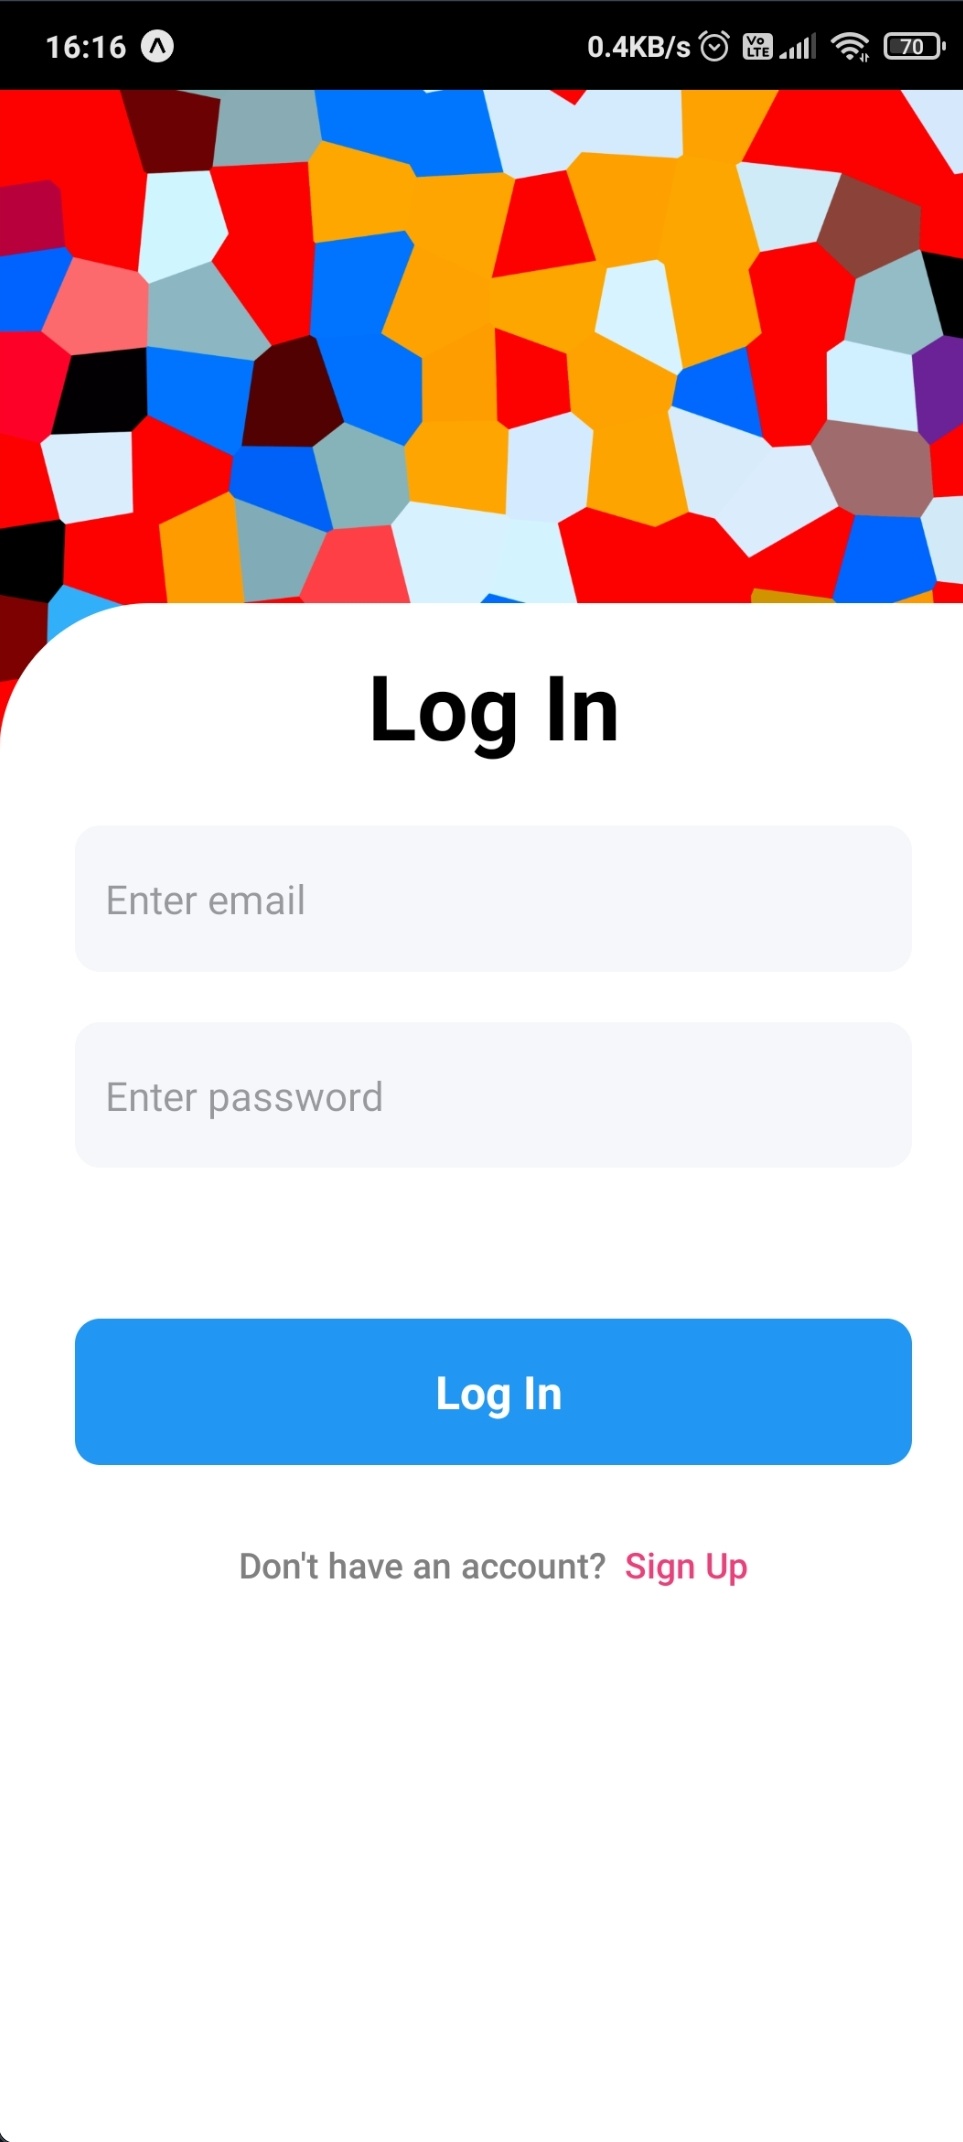 16:16 0.4KB/s Vo LTE 70
Log In
Enter email
Enter password
Log In
Don't have an account? Sign Up